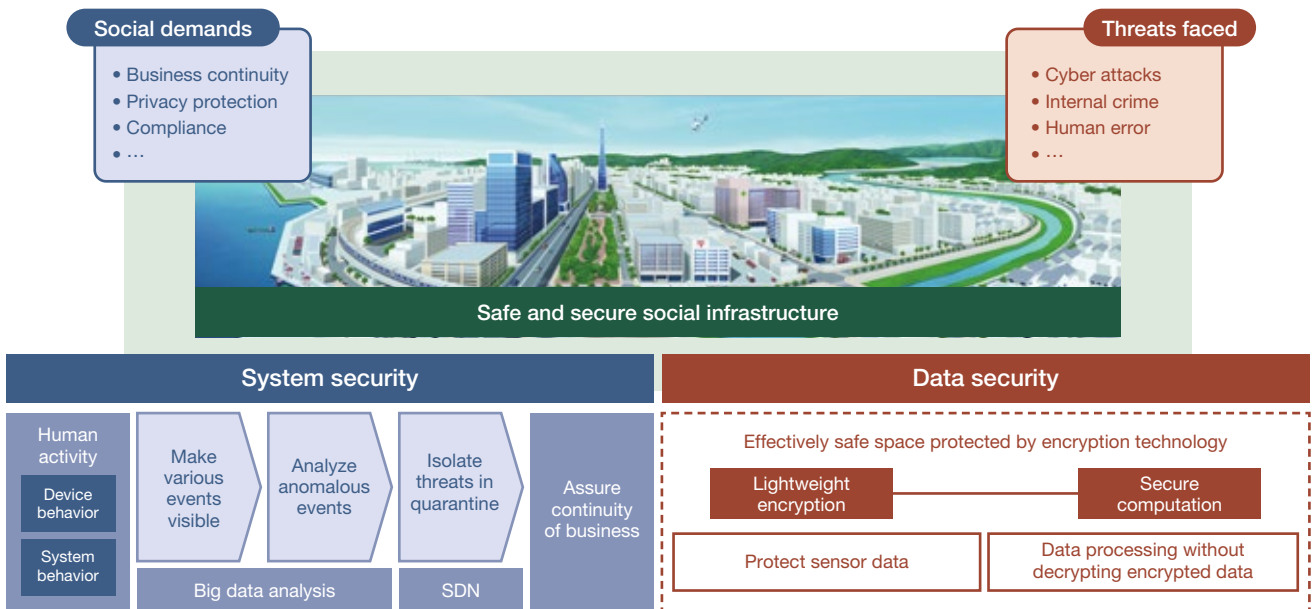 Social demands
• Business continuity
• Privacy protection
• Compliance
• …
Threats faced
• Cyber attacks
• Internal crime
• Human error
• …
Safe and secure social infrastructure
System security
Human
activity
Device
behavior
System
behavior
Make
various
events
visible
Analyze
anomalous
events
Isolate
threats in
quarantine
Assure
continuity
of business
Big data analysis
SDN
Data security
Effectively safe space protected by encryption technology
Lightweight
encryption
Secure
computation
Protect sensor data
Data processing without
decrypting encrypted data